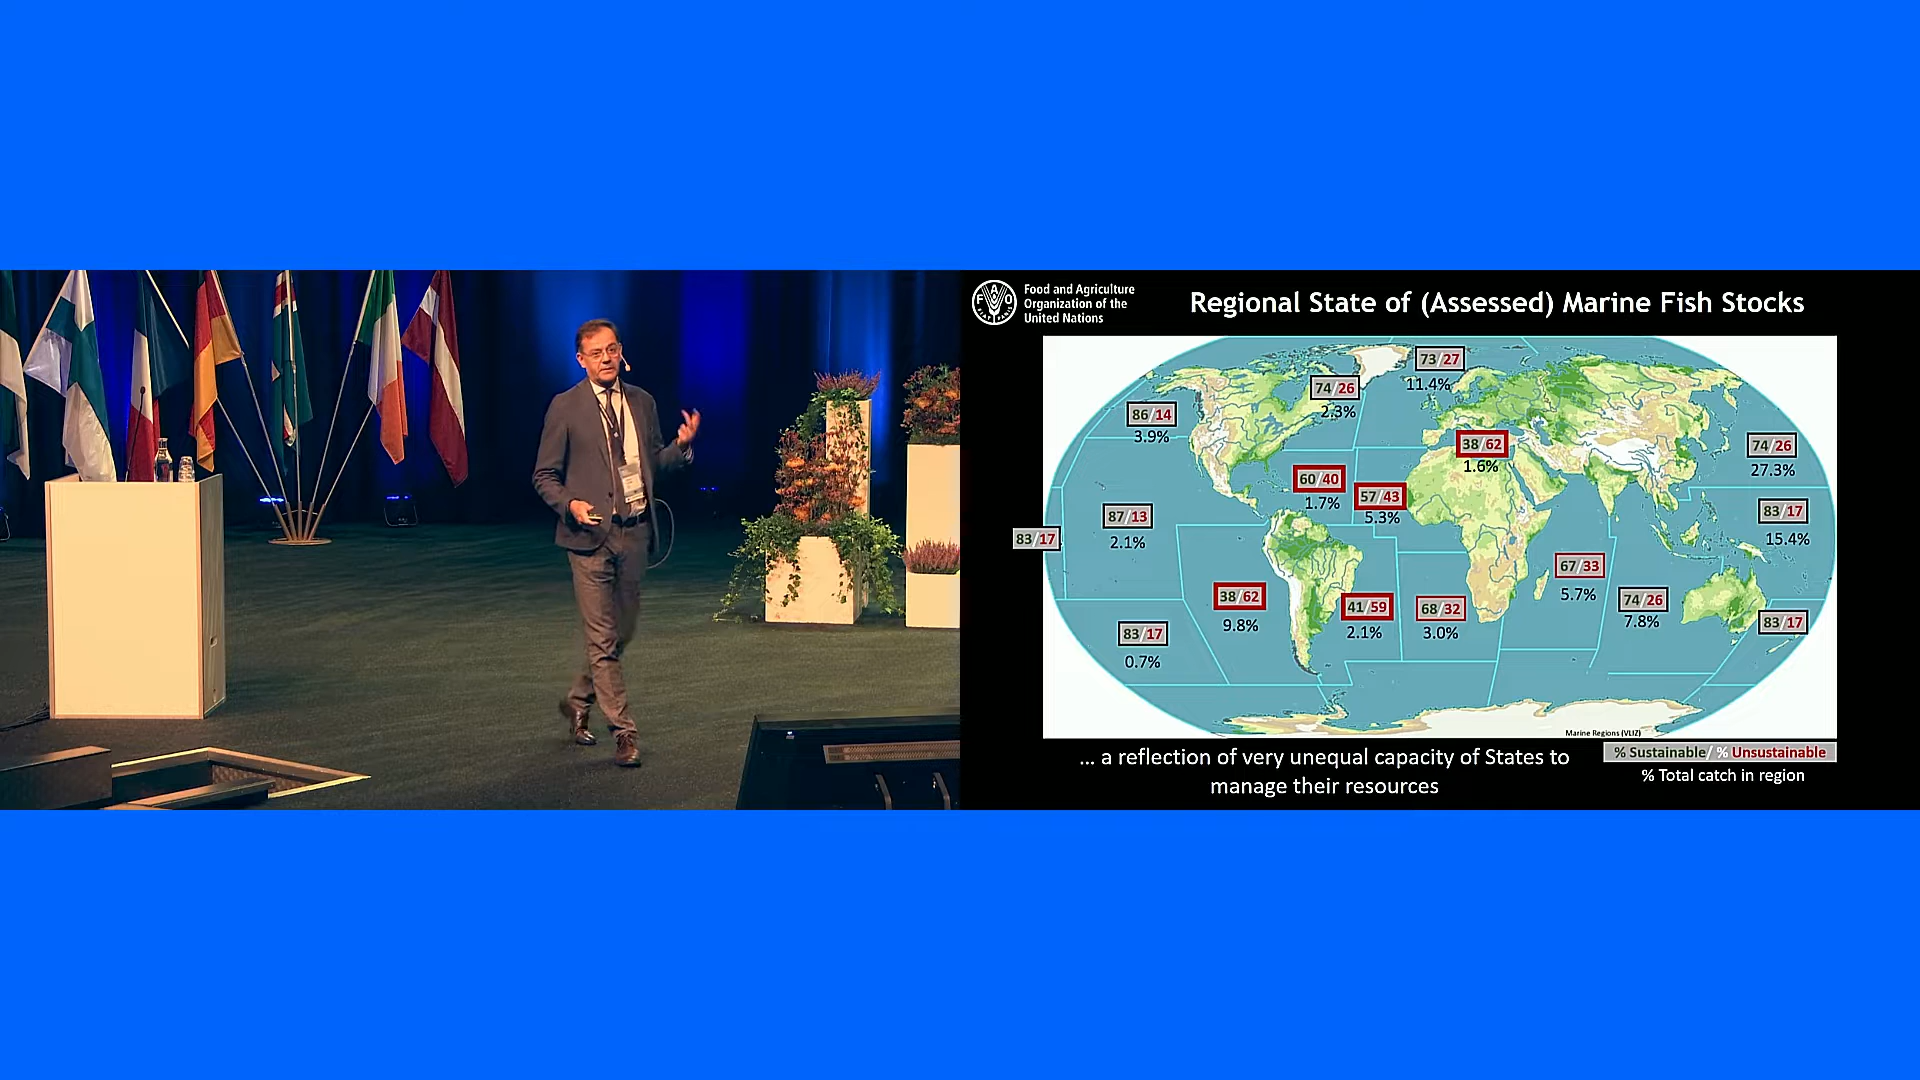 Food and Agriculture
Organization of the
United Nations
FAO
FIAT PANIS
Regional State of (Assessed) Marine Fish Stocks
73/27
11.4%
74/26
2.3%
86/14
3.9%
38/62
1.6%
74/26
27.3%
60/40
1.7%
57/43
5.3%
87/13
2.1%
83/17
15.4%
83/17
67/33
5.7%
38/62
9.8%
41/59
2.1%
68/32
3.0%
74/26
7.8%
83/17
83/17
0.7%
Marine Regions (VLIZ)
... a reflection of very unequal capacity of States to
manage their resources
% Sustainable/ % Unsustainable
% Total catch in region